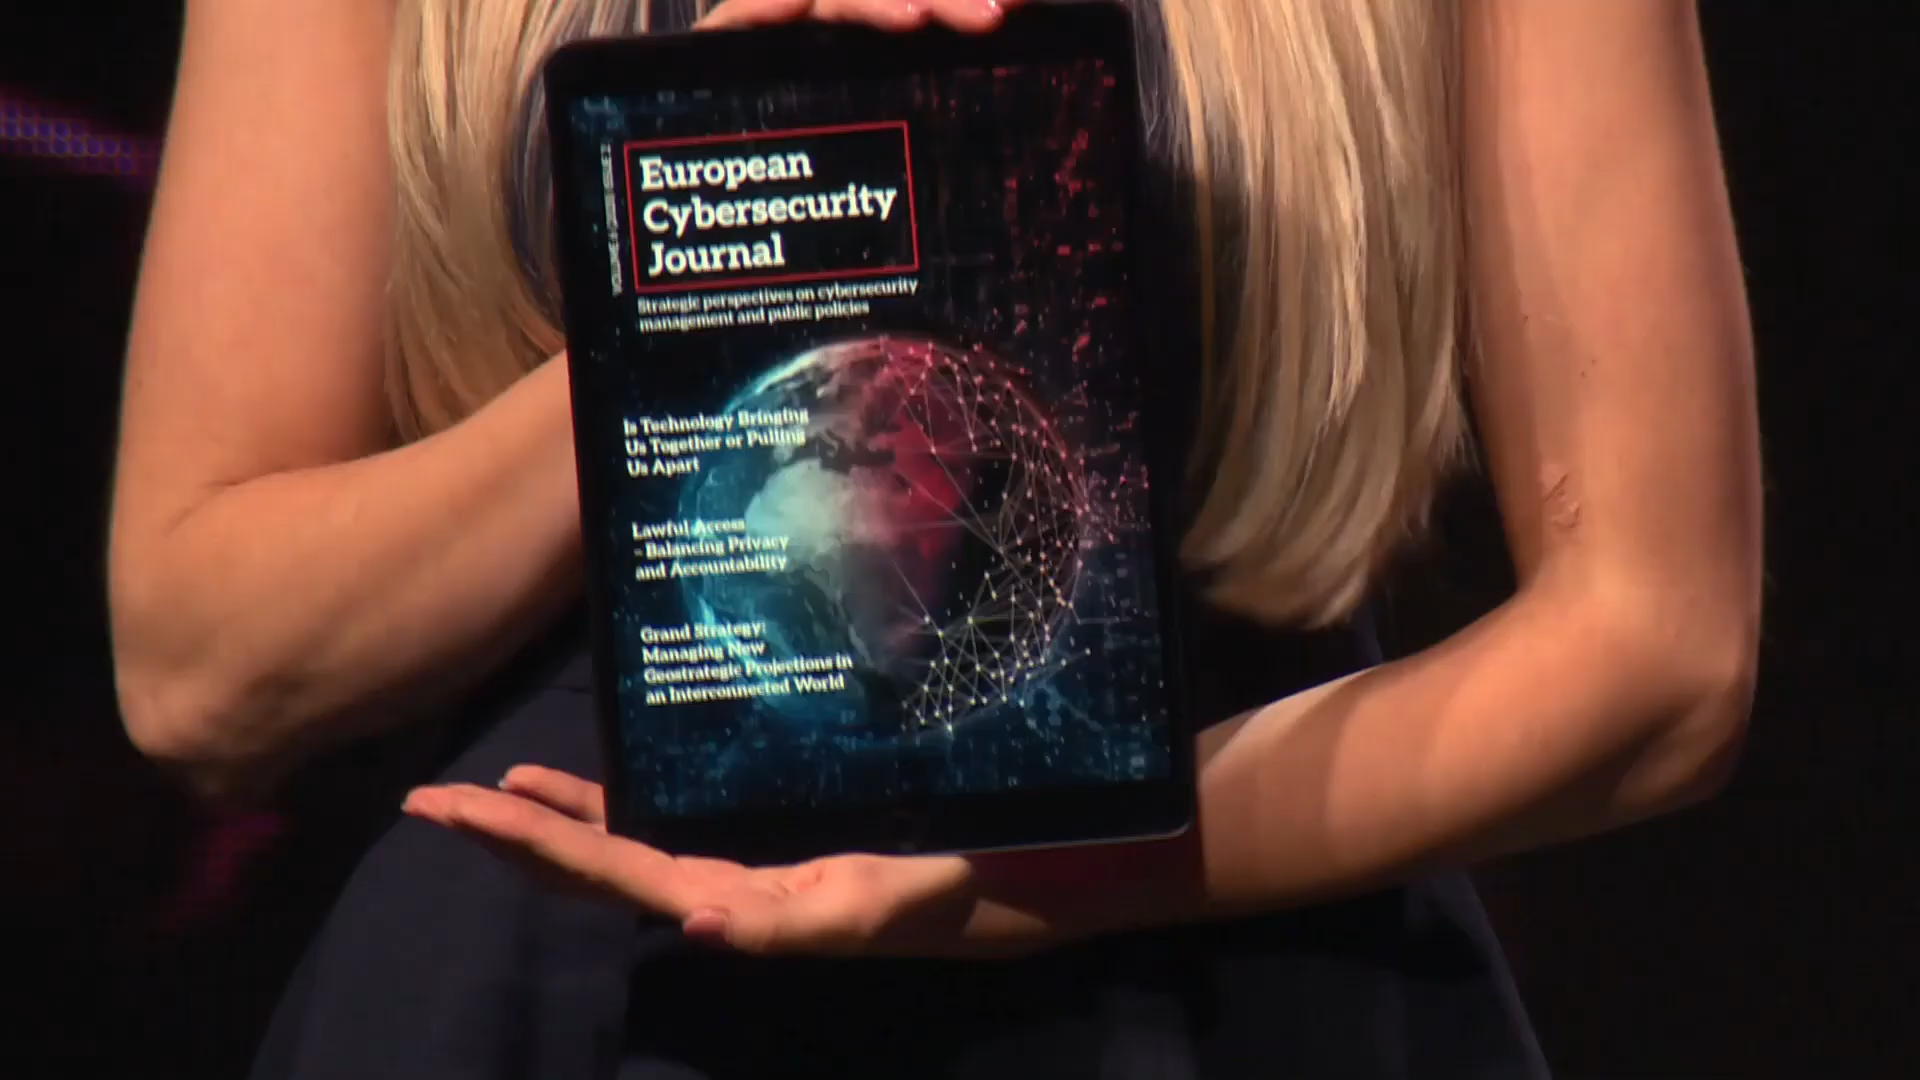 European
Cybersecurity
Journal
Strategic perspectives on cybersecurity
management and public policies
Is Technology Bringing
Us Together or Pulling
Us Apart
Lawful Access
– Balancing Privacy
and Accountability
Grand Strategy:
Managing New
Geostrategic Projections in
an Interconnected World